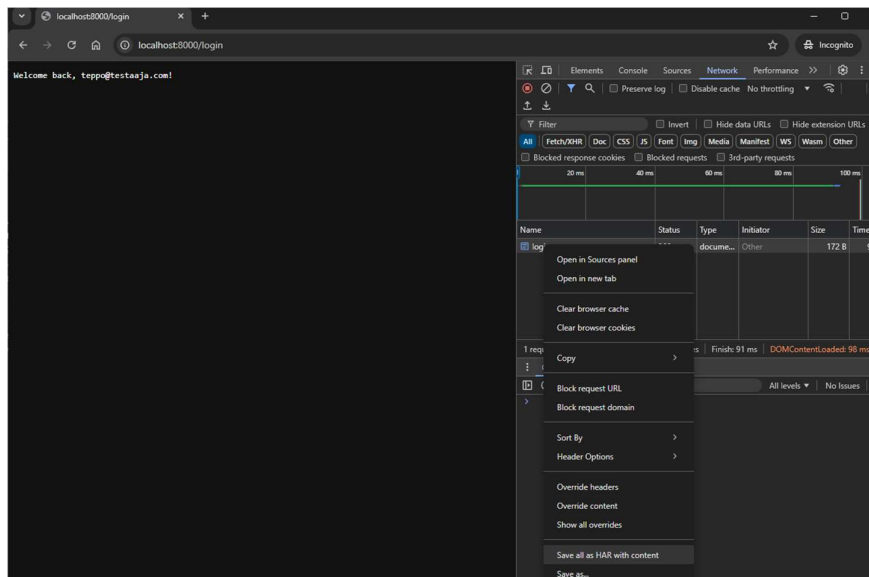 localhost:8000/login
localhost:8000/login
Incognito
Welcome back, teppo@testaaja.com!
Elements Console Sources Network Performance
Preserve log Disable cache No throttling
Filter Invert Hide data URLs Hide extension URLs
All Fetch/XHR Doc CSS JS Font Img Media Manifest WS Wasm Other
Blocked response cookies Blocked requests 3rd-party requests
20 ms 40 ms 60 ms 80 ms 100 ms
Name Status Type Initiator Size Time
docume... Other 172 B
Open in Sources panel
Open in new tab
Clear browser cache
Clear browser cookies
Finish: 91 ms DOMContentLoaded: 98 ms
Copy
All levels No Issues
Block request URL
Block request domain
Sort By
Header Options
Override headers
Override content
Show all overrides
Save all as HAR with content
Save as...